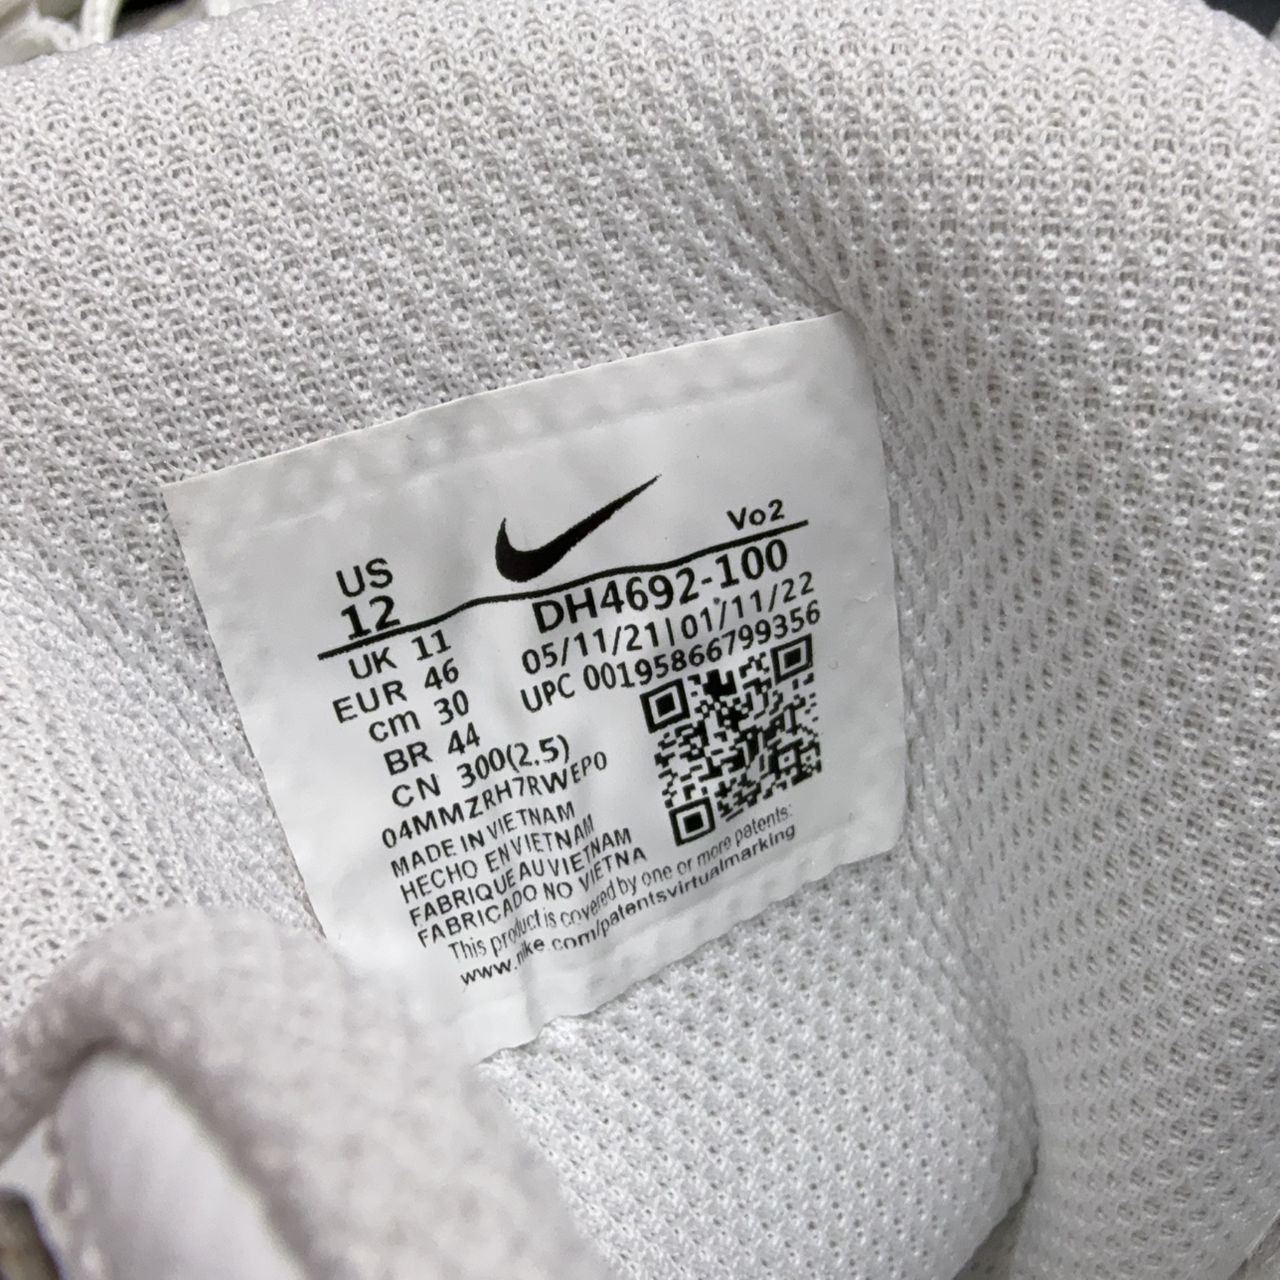 US
12
UK 11
EUR 46
cm 30
BR 44
CN 300(2.5)
04MMZRH7RWEP0
MADE IN VIETNAM
HECHO EN VIETNAM
FABRIQUE AU VIETNAM
FABRICADO NO VIETNA
This product is covered by one or more patents:
www.nike.com/patentsvirtualmarking
Vo2
DH4692-100
05/11/21|01/11/22
UPC 00195866799356